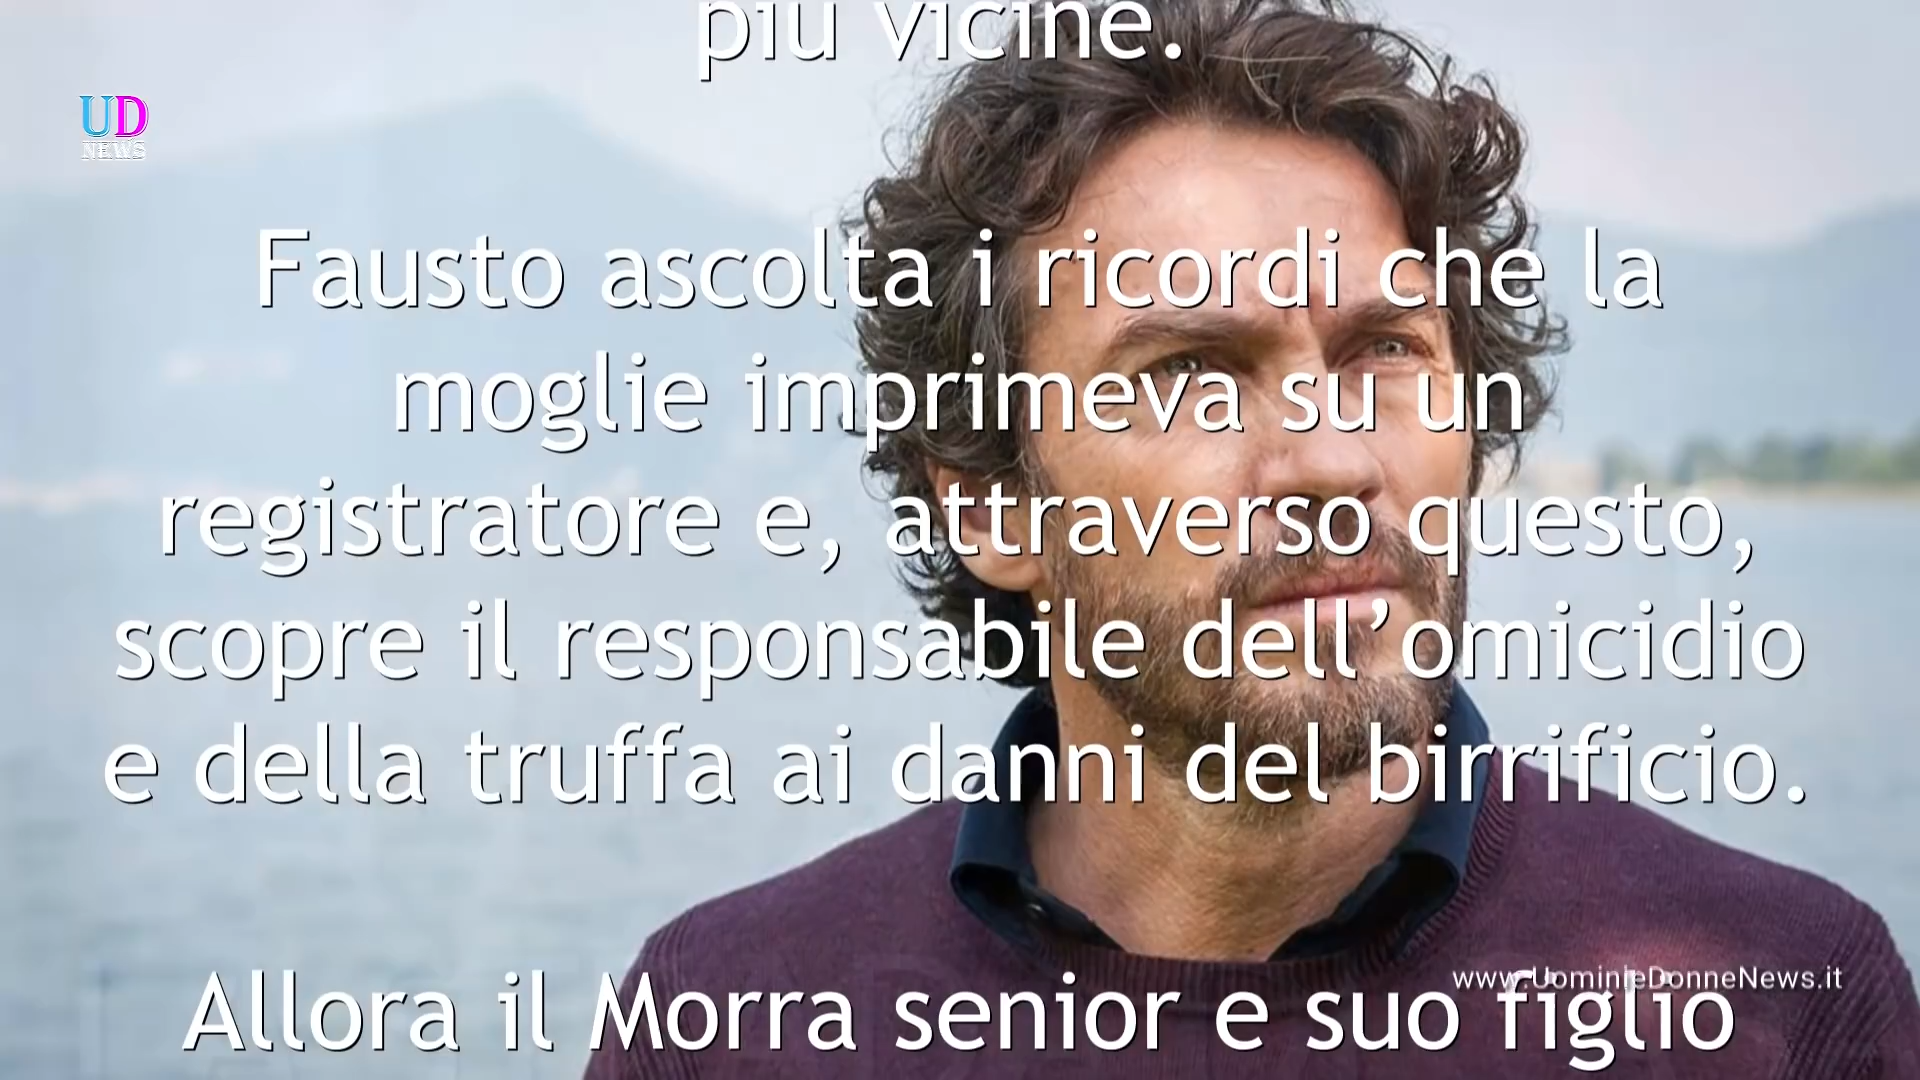 più vicine.
UD
NEWS
Fausto ascolta i ricordi che la
moglie imprimeva su un
registratore e, attraverso questo,
scopre il responsabile dell’omicidio
e della truffa ai danni del birrificio.
www.UominieDonneNews.it
Allora il Morra senior e suo figlio